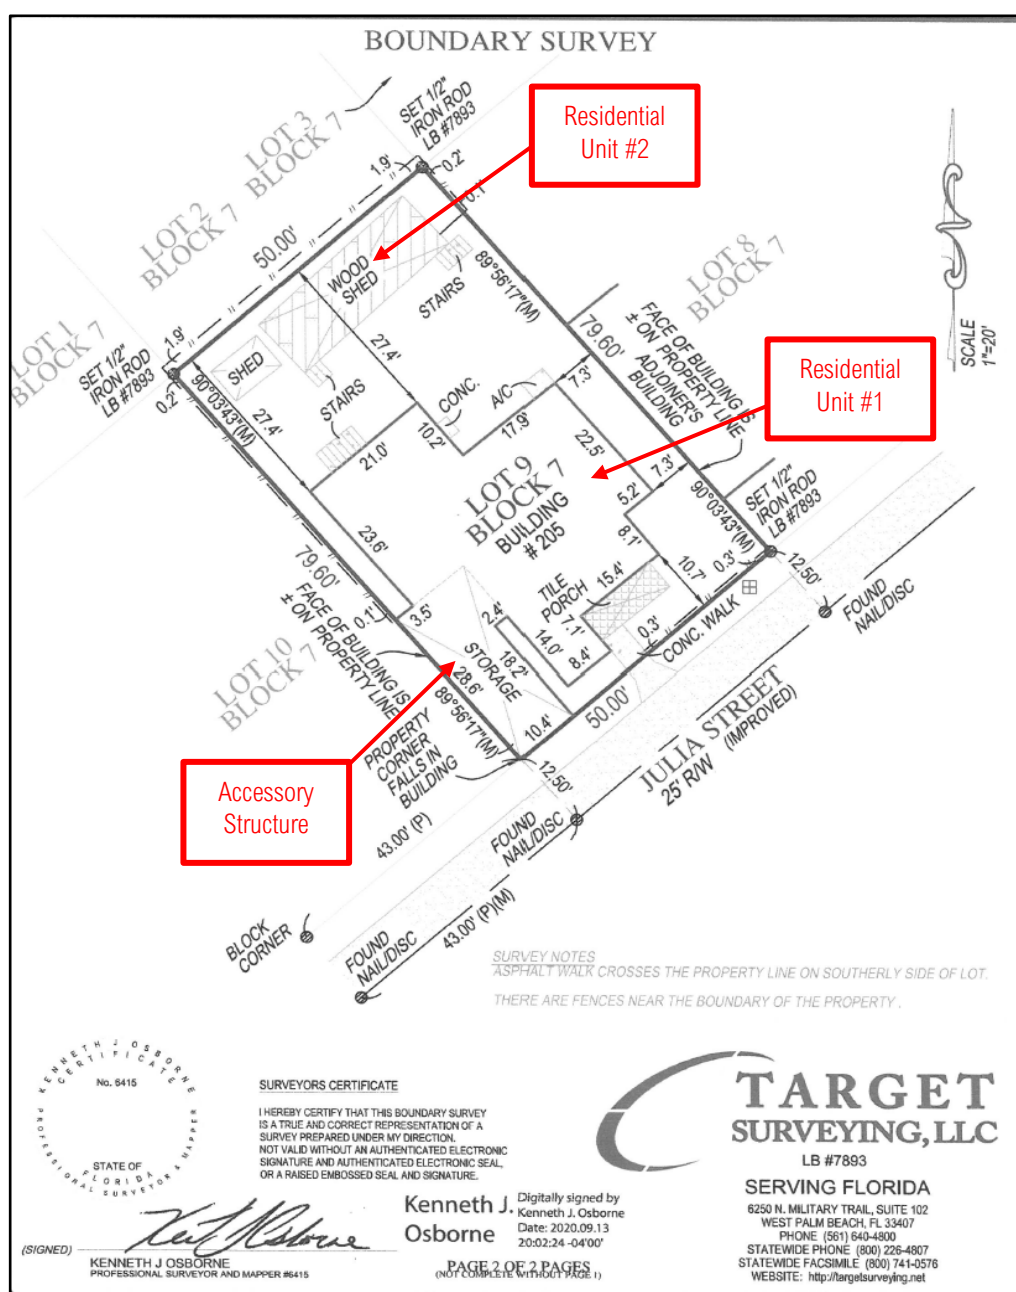 BOUNDARY SURVEY
SET 1/2"
IRON ROD
LB #7893
LOT 3
BLOCK 7
Residential
Unit #2
1.9'
0.2'
0.1'
LOT 2
BLOCK 7
50.00'
WOOD
SHED
STAIRS
89°56'17"(M)
LOT 8
BLOCK 7
SCALE
1"=20'
LOT 1
BLOCK 7
SET 1/2"
IRON ROD
LB #7893
1.9'
0.2'
SHED
STAIRS
27.4'
27.4'
90°03'43"(M)
CONC.
A/C
10.2'
17.9'
21.0'
7.3'
79.60'
FACE OF BUILDING IS
± ON PROPERTY LINE
ADJOINER'S
BUILDING
Residential
Unit #1
22.5'
7.3'
5.2'
8.1'
90°03'43"(M)
SET 1/2"
IRON ROD
LB #7893
LOT 9
BLOCK 7
BUILDING
# 205
23.6'
79.60'
0.1'
3.5'
TILE
PORCH
15.4'
7.1'
10.7'
0.3'
12.50'
FOUND
NAIL/DISC
2.4'
14.0'
18.2'
8.4'
0.3'
CONC. WALK
STORAGE
28.6'
10.4'
50.00'
89°56'17"(M)
LOT 10
BLOCK 7
FACE OF BUILDING IS
± ON PROPERTY LINE
PROPERTY
CORNER
FALLS IN
BUILDING
Accessory
Structure
JULIA STREET
25' R/W (IMPROVED)
12.50'
FOUND
NAIL/DISC
43.00' (P)
43.00' (P)(M)
BLOCK
CORNER
FOUND
NAIL/DISC
SURVEY NOTES
ASPHALT WALK CROSSES THE PROPERTY LINE ON SOUTHERLY SIDE OF LOT.
THERE ARE FENCES NEAR THE BOUNDARY OF THE PROPERTY .
KENNETH J OSBORNE
CERTIFICATE
No. 6415
STATE OF
FLORIDA
PROFESSIONAL SURVEYOR & MAPPER
SURVEYORS CERTIFICATE
I HEREBY CERTIFY THAT THIS BOUNDARY SURVEY
IS A TRUE AND CORRECT REPRESENTATION OF A
SURVEY PREPARED UNDER MY DIRECTION.
NOT VALID WITHOUT AN AUTHENTICATED ELECTRONIC
SIGNATURE AND AUTHENTICATED ELECTRONIC SEAL,
OR A RAISED EMBOSSED SEAL AND SIGNATURE.
Kenneth J.
Osborne
Digitally signed by
Kenneth J. Osborne
Date: 2020.09.13
20:02:24 -04'00'
(SIGNED)
KENNETH J OSBORNE
PROFESSIONAL SURVEYOR AND MAPPER #6415
PAGE 2 OF 2 PAGES
(NOT COMPLETE WITHOUT PAGE 1)
TARGET
SURVEYING, LLC
LB #7893
SERVING FLORIDA
6250 N. MILITARY TRAIL, SUITE 102
WEST PALM BEACH, FL 33407
PHONE (561) 640-4800
STATEWIDE PHONE (800) 226-4807
STATEWIDE FACSIMILE (800) 741-0576
WEBSITE: http://targetsurveying.net